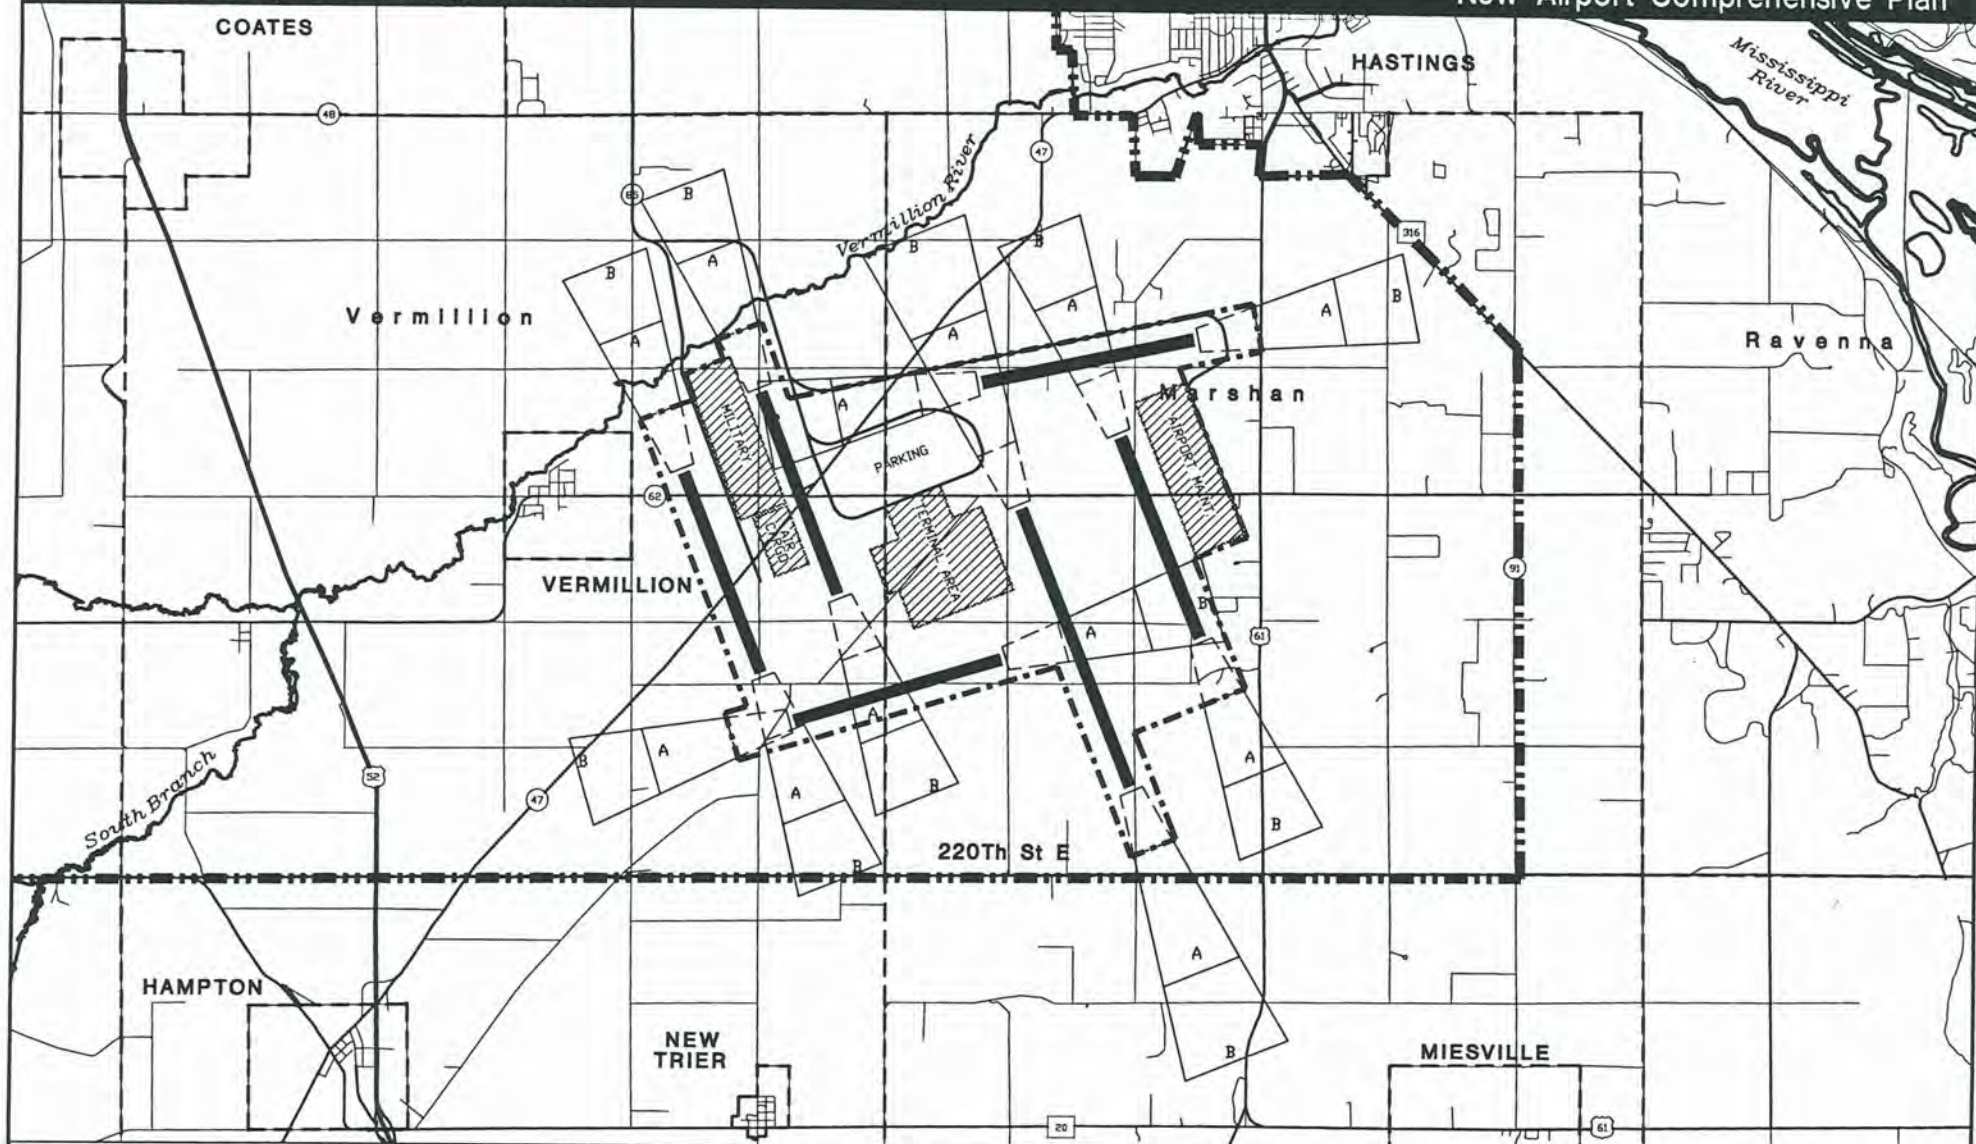 New Airport Comprehensive Plan
COATES
HASTINGS
Mississippi
River
48
47
85
B
Vermillion River
316
B
B
B
A
B
A
A
B
Vermillion
A
A
A
Ravenna
Marshan
A
MILITARY
AIRPORT MAINT.
PARKING
62
AIR
CARGO
TERMINAL AREA
91
VERMILLION
B
A
61
A
A
B
A
South Branch
52
A
B
47
B
220Th St E
B
A
HAMPTON
NEW
TRIER
B
MIESVILLE
20
61